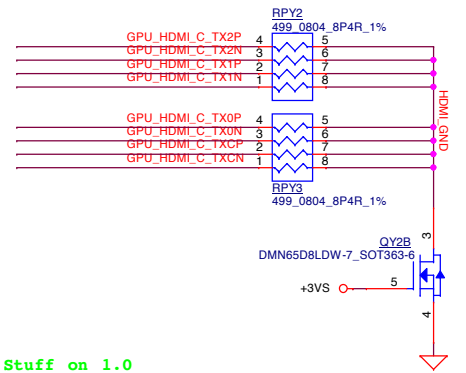 RPY2
499_0804_8P4R_1%
GPU_HDMI_C_TX2P 4 5
GPU_HDMI_C_TX2N 3 6
GPU_HDMI_C_TX1P 2 7
GPU_HDMI_C_TX1N 1 8
HDMI_GND
GPU_HDMI_C_TX0P 4 5
GPU_HDMI_C_TX0N 3 6
GPU_HDMI_C_TXCP 2 7
GPU_HDMI_C_TXCN 1 8
RPY3
499_0804_8P4R_1%
3
QY2B
DMN65D8LDW-7_SOT363-6
+3VS 5
4
Stuff on 1.0